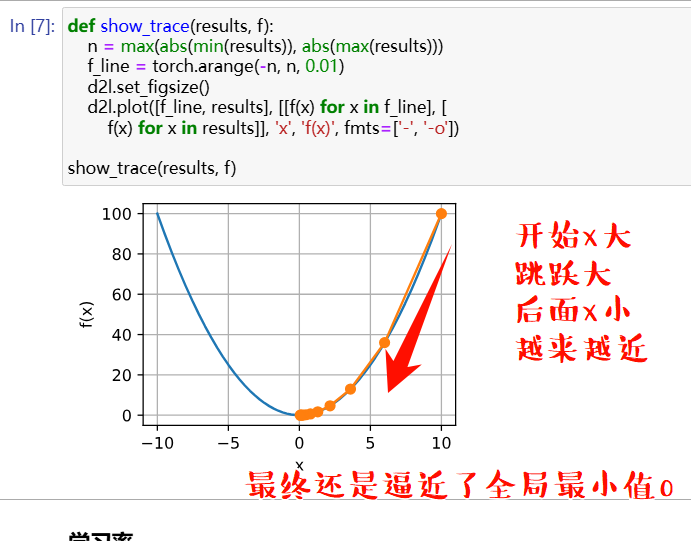 In [7]:
def show_trace(results, f):
    n = max(abs(min(results)), abs(max(results)))
    f_line = torch.arange(-n, n, 0.01)
    d2l.set_figsize()
    d2l.plot([f_line, results], [[f(x) for x in f_line], [
        f(x) for x in results]], 'x', 'f(x)', fmts=['-', '-o'])
show_trace(results, f)
100
80
60
40
20
0
f(x)
−10 −5 0 5 10
x
开始x大
跳跃大
后面x小
越来越近
最终还是逼近了全局最小值0
学习率